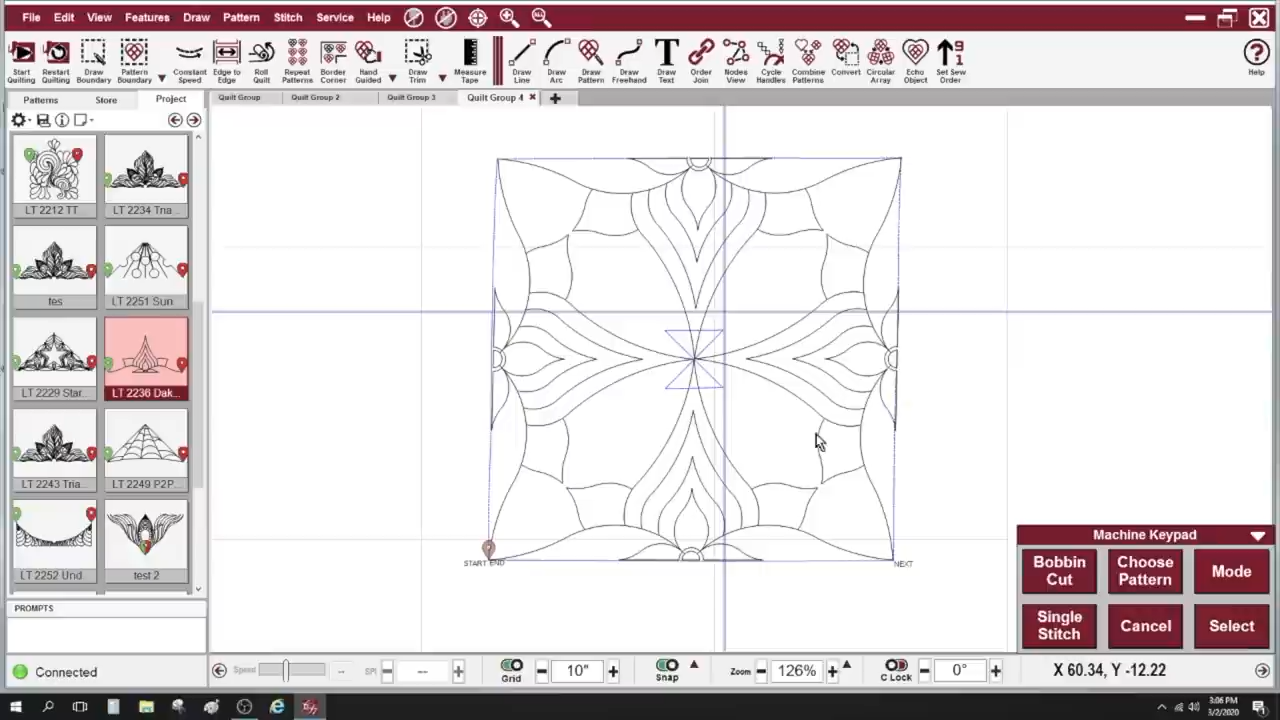 File Edit View Features Draw Pattern Stitch Service Help
Start Quilting Restart Quilting Draw Boundary Pattern Boundary Constant Speed Edge to Edge Roll Quilt Repeat Patterns Border Corner Hand Guided Draw Trim Measure Tape Draw Line Draw Arc Draw Pattern Draw Freehand Draw Text Order Join Nodes View Cycle Handles Combine Patterns Convert Circular Array Echo Object Set Sew Order Help
Patterns Store Project Quilt Group Quilt Group 2 Quilt Group 3 Quilt Group 4
LT 2212 TT... LT 2234 Tria...
tes LT 2251 Sun...
LT 2229 Star... LT 2236 Dak...
LT 2243 Tria... LT 2249 P2P...
LT 2252 Und... test 2
START END NEXT
Machine Keypad
Bobbin Cut Choose Pattern Mode
Single Stitch Cancel Select
PROMPTS
Connected Speed -- SPI -- Grid 10" Snap Zoom 126% C Lock 0° X 60.34, Y -12.22
3:06 PM
3/2/2020